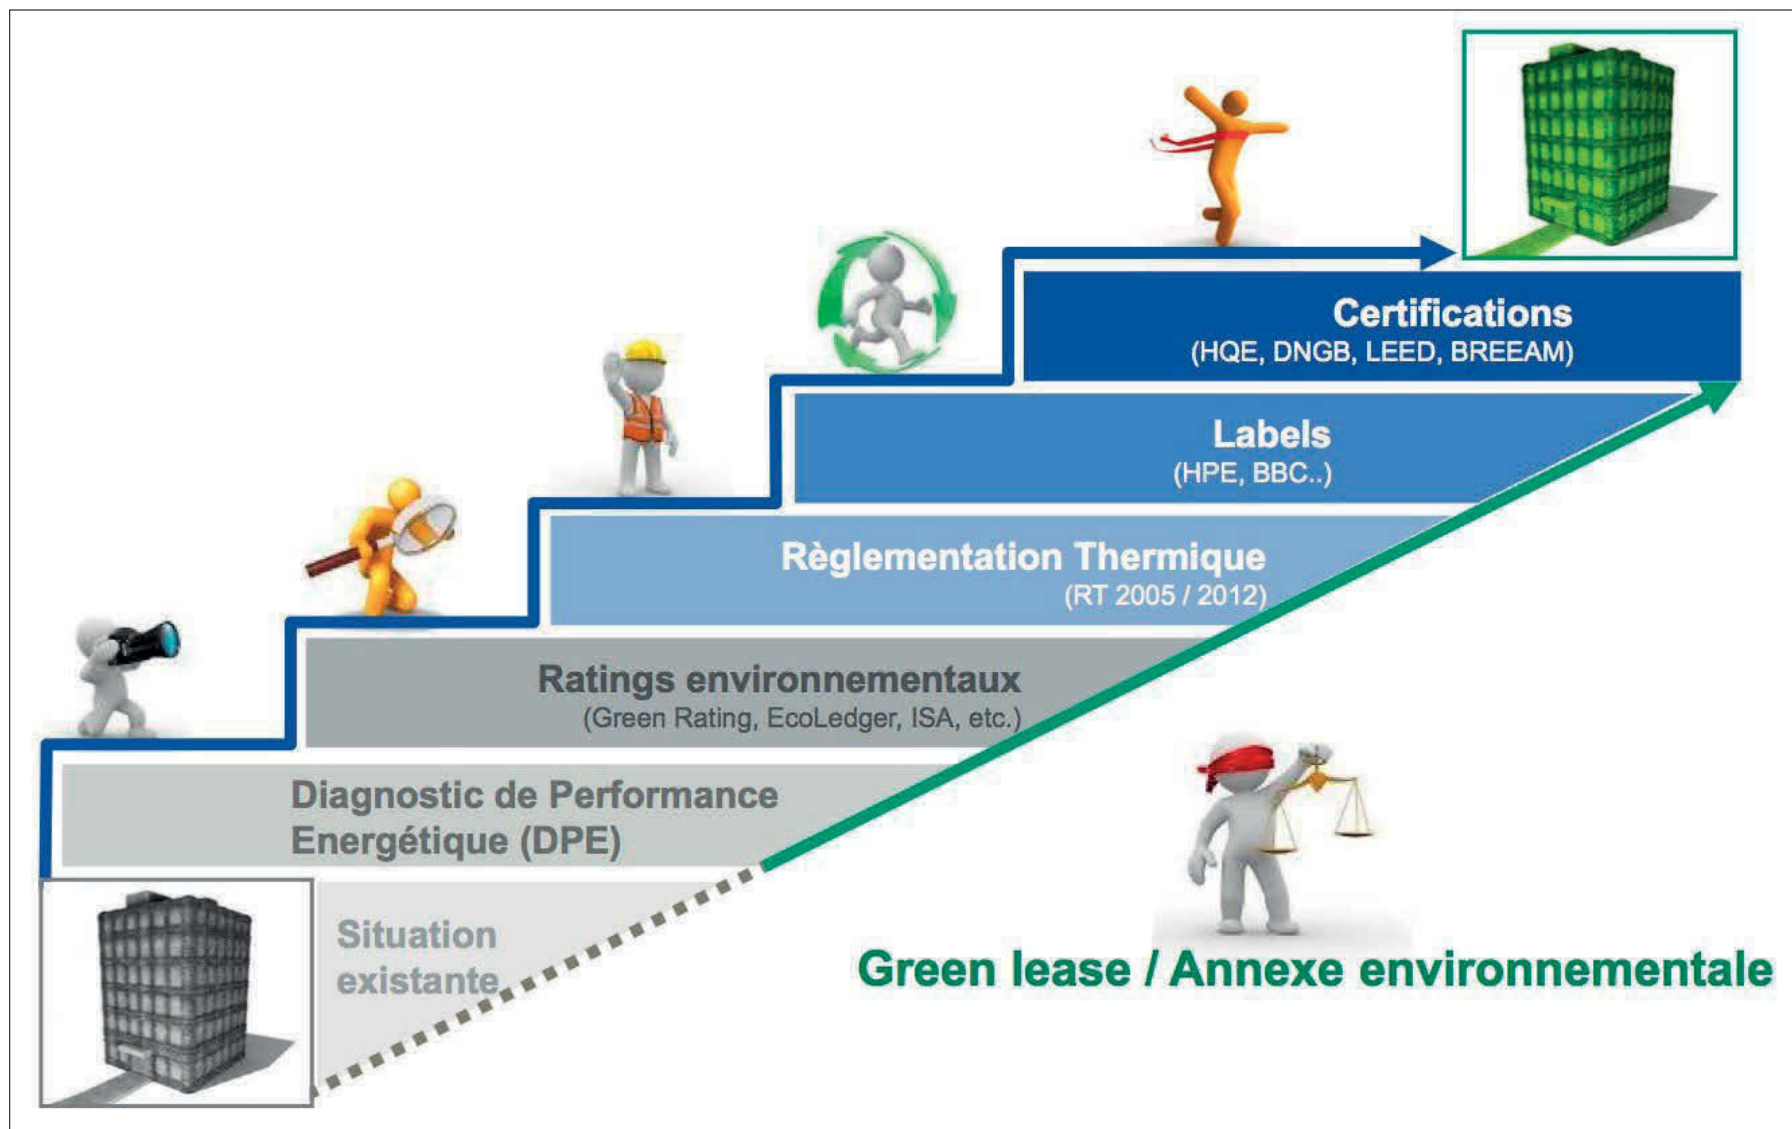 Certifications
(HQE, DNGB, LEED, BREEAM)
Labels
(HPE, BBC..)
Règlementation Thermique
(RT 2005 / 2012)
Ratings environnementaux
(Green Rating, EcoLedger, ISA, etc.)
Diagnostic de Performance
Energétique (DPE)
Situation
existante
Green lease / Annexe environnementale